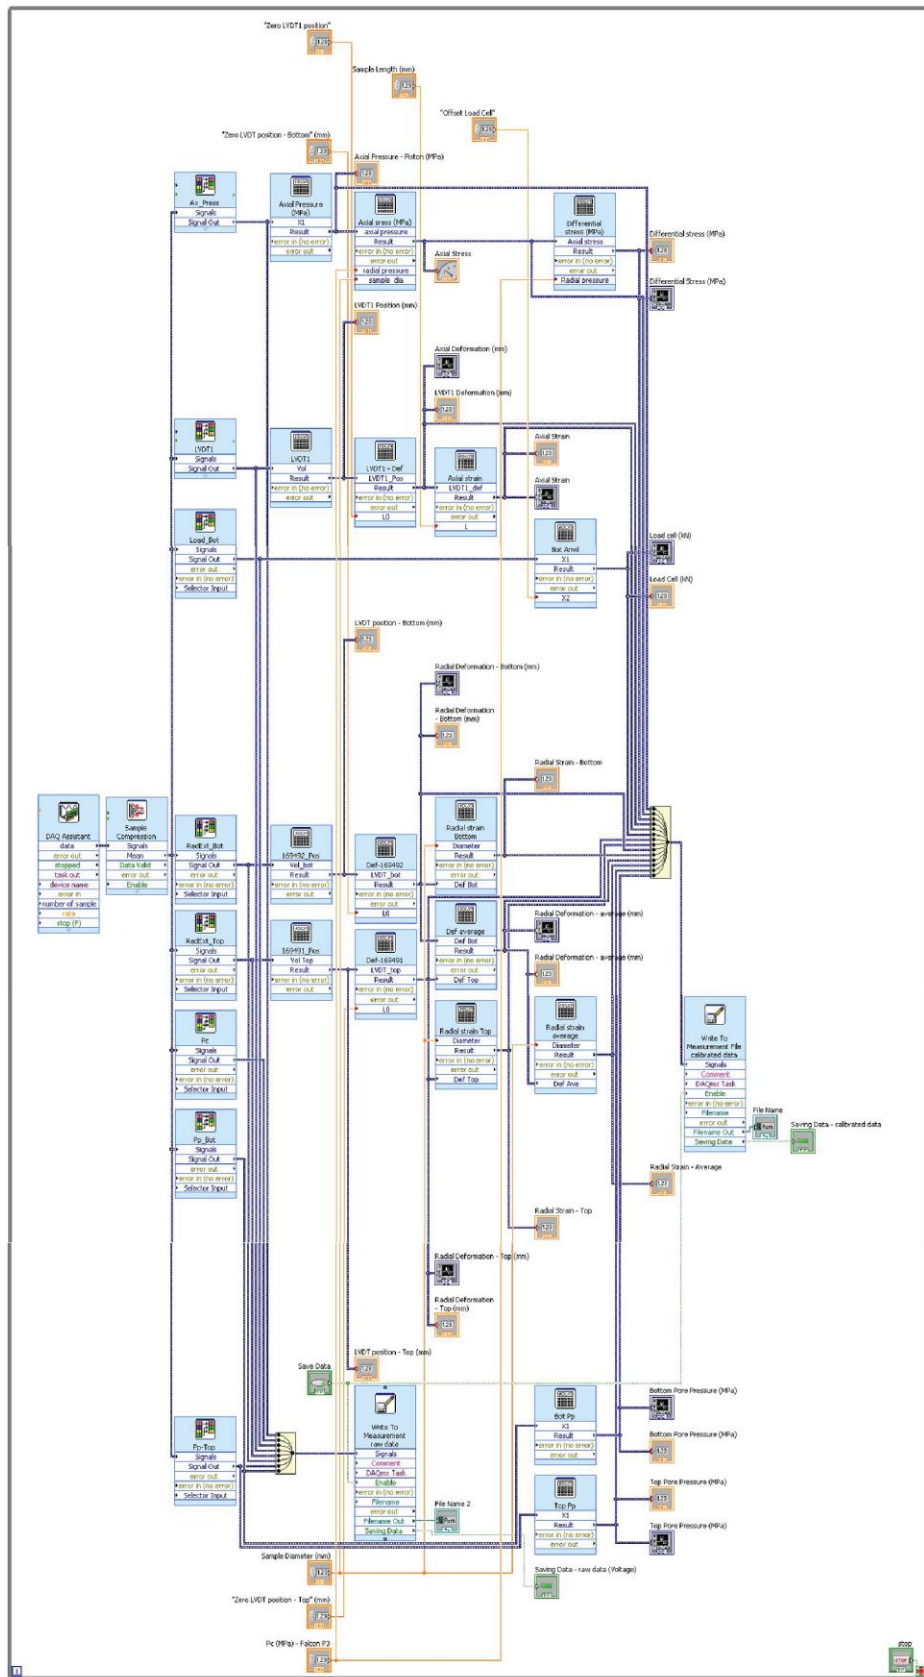 "Zero LVDT1 position"
Sample Length (mm)
"Offset Load Cell"
"Zero LVDT position - Bottom" (mm)
Axial Pressure - Piston (MPa)
Ax_Press
Signals
Signal Out
Axial Pressure
(MPa)
X1
Result
error in (no error)
error out
Axial press (MPa)
axial pressure
Result
error in (no error)
error out
radial pressure
sample_dia
Axial Stress
Differential
stress (MPa)
Axial stress
Result
error in (no error)
error out
Radial pressure
Differential stress (MPa)
Differential Stress (MPa)
LVDT1 Position (mm)
Axial Deformation (mm)
LVDT1 Deformation (mm)
LVDT1
Signals
Signal Out
LVDT1
Vol
Result
error in (no error)
error out
LVDT1 - Def
LVDT1_Pos
Result
error in (no error)
error out
L0
Axial strain
LVDT1_def
Result
error in (no error)
error out
L
Axial Strain
Axial Strain
Load_Bot
Signals
Signal Out
error out
error in (no error)
Selector Input
Bot Anvil
X1
Result
error in (no error)
error out
X2
Load cell (kN)
Load Cell (kN)
LVDT position - Bottom (mm)
Radial Deformation - Bottom (mm)
Radial Deformation
- Bottom (mm)
Radial Strain - Bottom
DAQ Assistant
data
error out
stopped
task out
device name
error in
number of sample
rate
stop (F)
Sample
Compression
Signals
Mean
Data Valid
error out
Enable
RadExt_Bot
Signals
Signal Out
error out
error in (no error)
Selector Input
169492_Pos
Vol_bot
Result
error in (no error)
error out
Def-169492
LVDT_bot
Result
error in (no error)
error out
L0
Radial strain
Bottom
Diameter
Result
error in (no error)
error out
Def Bot
RadExt_Top
Signals
Signal Out
error out
error in (no error)
Selector Input
169491_Pos
Vol Top
Result
error in (no error)
error out
Def-169491
LVDT_top
Result
error in (no error)
error out
L0
Def average
Def Bot
Result
error in (no error)
error out
Def Top
Radial Deformation - average (mm)
Radial Deformation - average (mm)
Pc
Signals
Signal Out
error out
error in (no error)
Selector Input
Radial strain Top
Diameter
Result
error in (no error)
error out
Def Top
Radial strain
average
Diameter
Result
error in (no error)
error out
Def Ave
Write To
Measurement File
calibrated data
Signals
Comment
DAQmx Task
Enable
error in (no error)
Filename
error out
Filename Out
Saving Data
File Name
Saving Data - calibrated data
Pp_Bot
Signals
Signal Out
error out
error in (no error)
Selector Input
Radial Strain - Average
Radial Strain - Top
Radial Deformation - Top (mm)
Radial Deformation
- Top (mm)
LVDT position - Top (mm)
Save Data
Pp-Top
Signals
Signal Out
error out
error in (no error)
Selector Input
Write To
Measurement
raw data
Signals
Comment
DAQmx Task
Enable
error in (no error)
Filename
error out
Filename Out
Saving Data
File Name 2
Bot Pp
X1
Result
error in (no error)
error out
Bottom Pore Pressure (MPa)
Bottom Pore Pressure (MPa)
Top Pp
X1
Result
error in (no error)
error out
Top Pore Pressure (MPa)
Top Pore Pressure (MPa)
Sample Diameter (mm)
Saving Data - raw data (Voltage)
"Zero LVDT position - Top" (mm)
Pc (MPa) - Falcon P3
stop
STOP
i